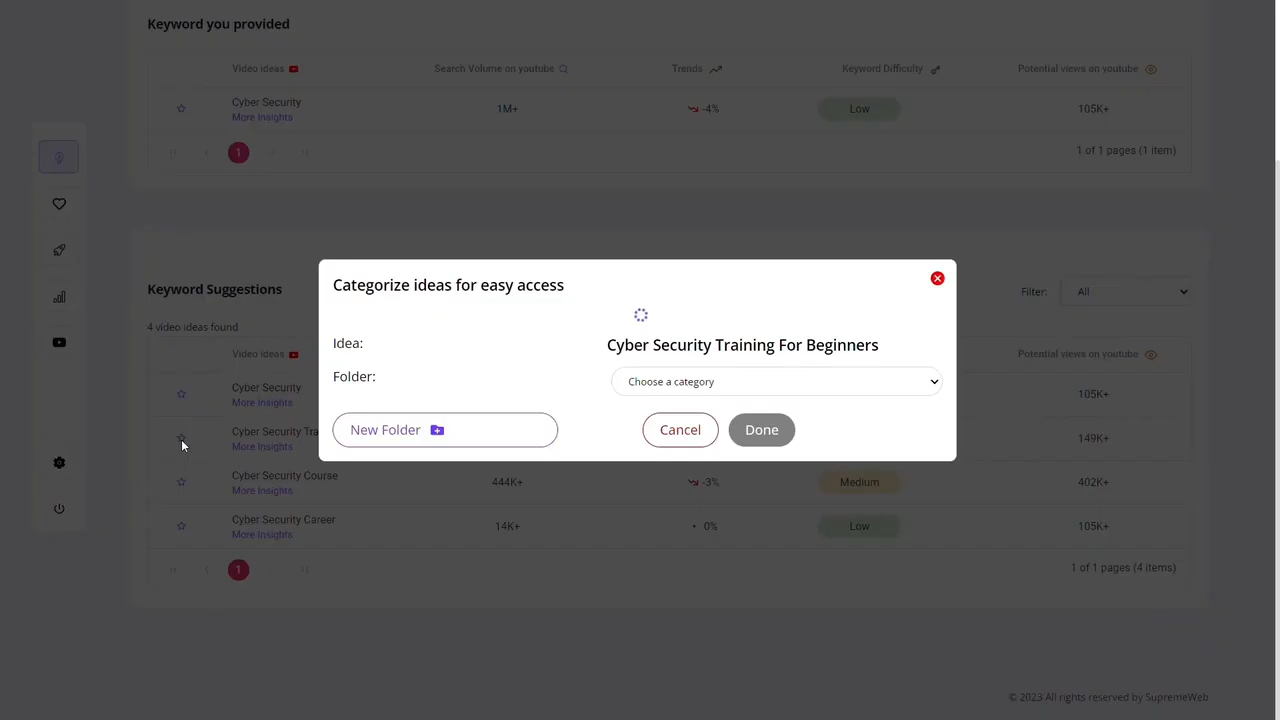 Keyword you provided
Video ideas Search Volume on youtube Trends Keyword Difficulty Potential views on youtube
Cyber Security 1M+ -4% Low 105K+
More Insights
1 1 of 1 pages (1 item)
Categorize ideas for easy access
Keyword Suggestions Filter: All
4 video ideas found
Idea: Cyber Security Training For Beginners
Video ideas Potential views on youtube
Folder: Choose a category
Cyber Security 105K+
More Insights
New Folder Cancel Done
Cyber Security Tra 149K+
More Insights
Cyber Security Course 444K+ -3% Medium 402K+
More Insights
Cyber Security Career 14K+ 0% Low 105K+
More Insights
1 1 of 1 pages (4 items)
© 2023 All rights reserved by SupremeWeb